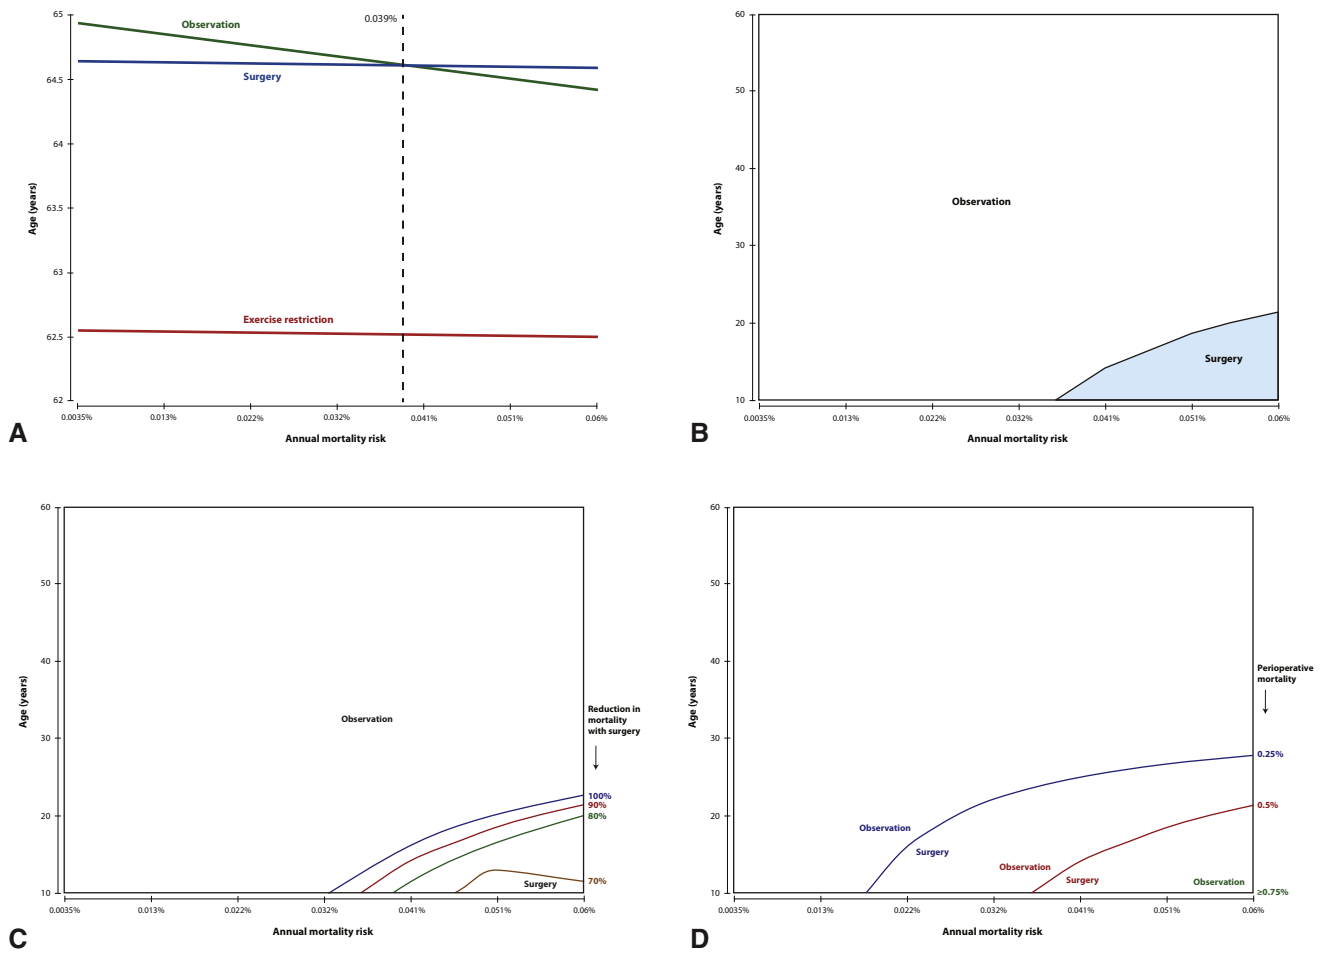 65
64.5
64
63.5
63
62.5
62
Age (years)
Observation
0.039%
Surgery
Exercise restriction
0.0035%
0.013%
0.022%
0.032%
0.041%
0.051%
0.06%
Annual mortality risk
A
60
50
40
30
20
10
Age (years)
Observation
Surgery
0.0035%
0.013%
0.022%
0.032%
0.041%
0.051%
0.06%
Annual mortality risk
B
60
50
40
30
20
10
Age (years)
Observation
Reduction in
mortality
with surgery
100%
90%
80%
70%
Surgery
0.0035%
0.013%
0.022%
0.032%
0.041%
0.051%
0.06%
Annual mortality risk
C
60
50
40
30
20
10
Age (years)
Perioperative
mortality
0.25%
0.5%
≥0.75%
Observation
Surgery
Observation
Surgery
Observation
0.0035%
0.013%
0.022%
0.032%
0.041%
0.051%
0.06%
Annual mortality risk
D